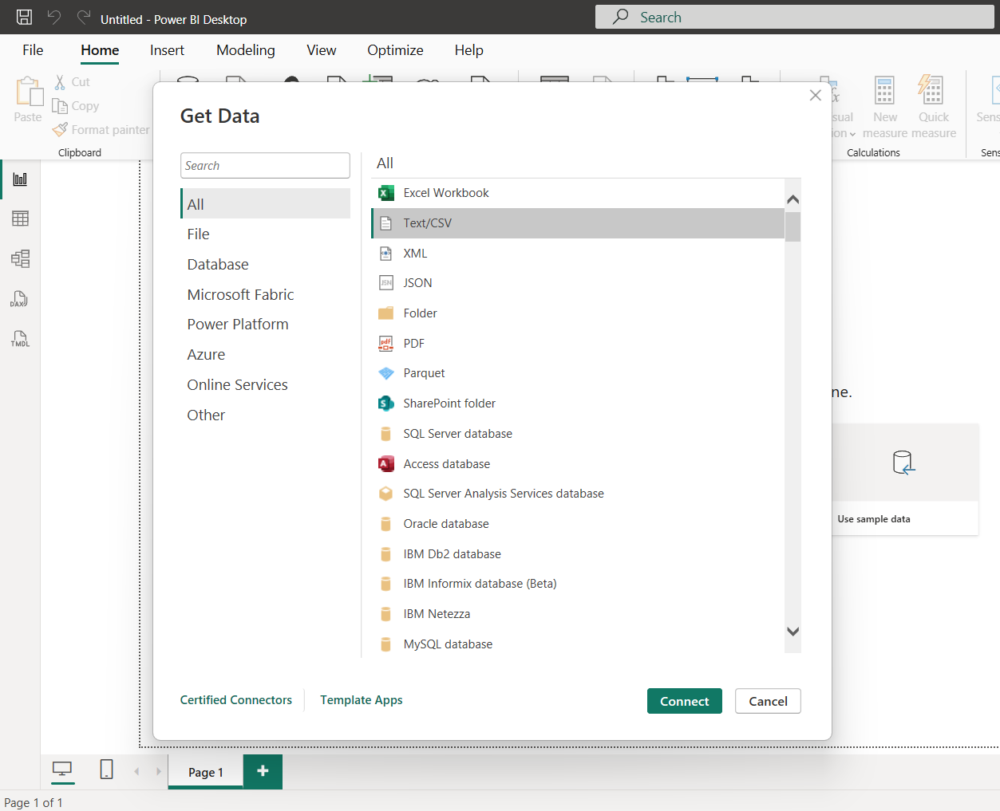 Untitled - Power BI Desktop
Search
File
Home
Insert
Modeling
View
Optimize
Help
Paste
Cut
Copy
Format painter
Clipboard
New
measure
Quick
measure
Calculations
Get Data
Search
All
File
Database
Microsoft Fabric
Power Platform
Azure
Online Services
Other
All
Excel Workbook
Text/CSV
XML
JSON
Folder
PDF
Parquet
SharePoint folder
SQL Server database
Access database
SQL Server Analysis Services database
Oracle database
IBM Db2 database
IBM Informix database (Beta)
IBM Netezza
MySQL database
Certified Connectors
Template Apps
Connect
Cancel
DAX
TMDL
ne.
Use sample data
Page 1
Page 1 of 1